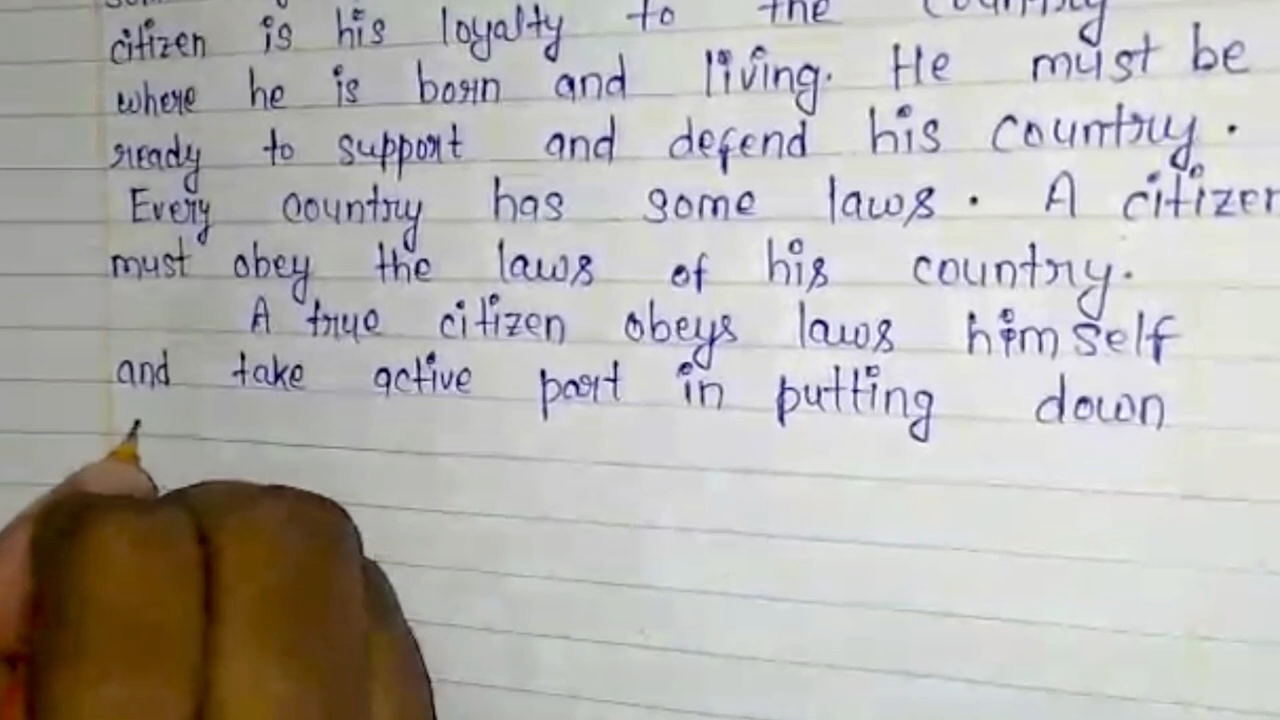 citizen is his loyalty to the country
where he is born and living. He must be
ready to support and defend his country.
Every country has some laws. A citizen
must obey the laws of his country.
A true citizen obeys laws himself
and take active part in putting down